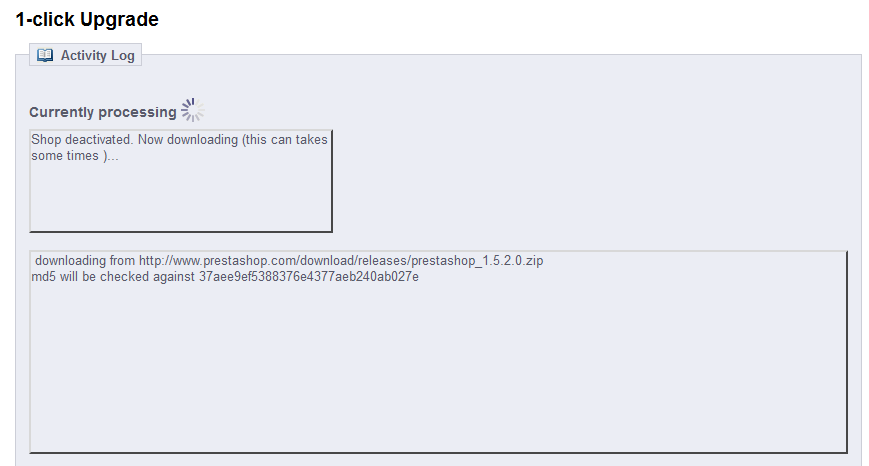 1-click Upgrade
Activity Log
Currently processing
Shop deactivated. Now downloading (this can takes
some times )...
downloading from http://www.prestashop.com/download/releases/prestashop_1.5.2.0.zip
md5 will be checked against 37aee9ef5388376e4377aeb240ab027e